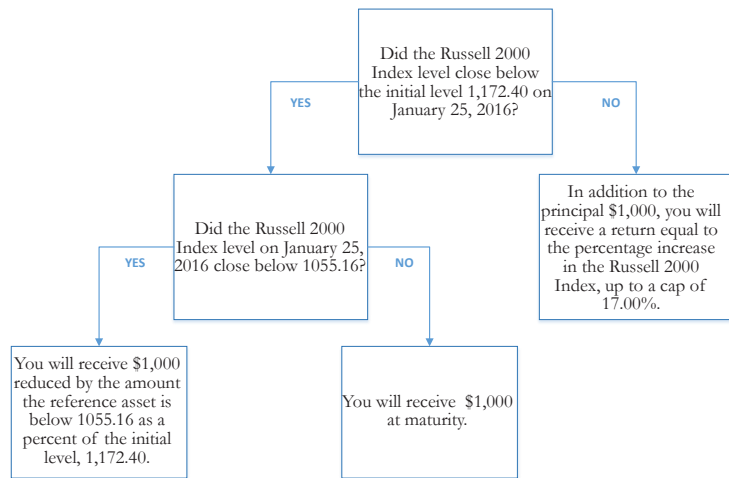 Did the Russell 2000
Index level close below
the initial level 1,172.40 on
January 25, 2016?
YES
NO
Did the Russell 2000
Index level on January 25,
2016 close below 1055.16?
In addition to the
principal $1,000, you will
receive a return equal to
the percentage increase
in the Russell 2000
Index, up to a cap of
17.00%.
YES
NO
You will receive $1,000
reduced by the amount
the reference asset is
below 1055.16 as a
percent of the initial
level, 1,172.40.
You will receive  $1,000
at maturity.